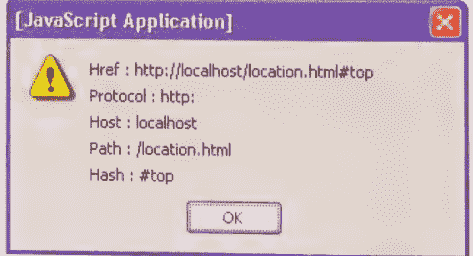 [JavaScript Application]
Href : http://localhost/location.html#top
Protocol : http:
Host : localhost
Path : /location.html
Hash : #top
OK